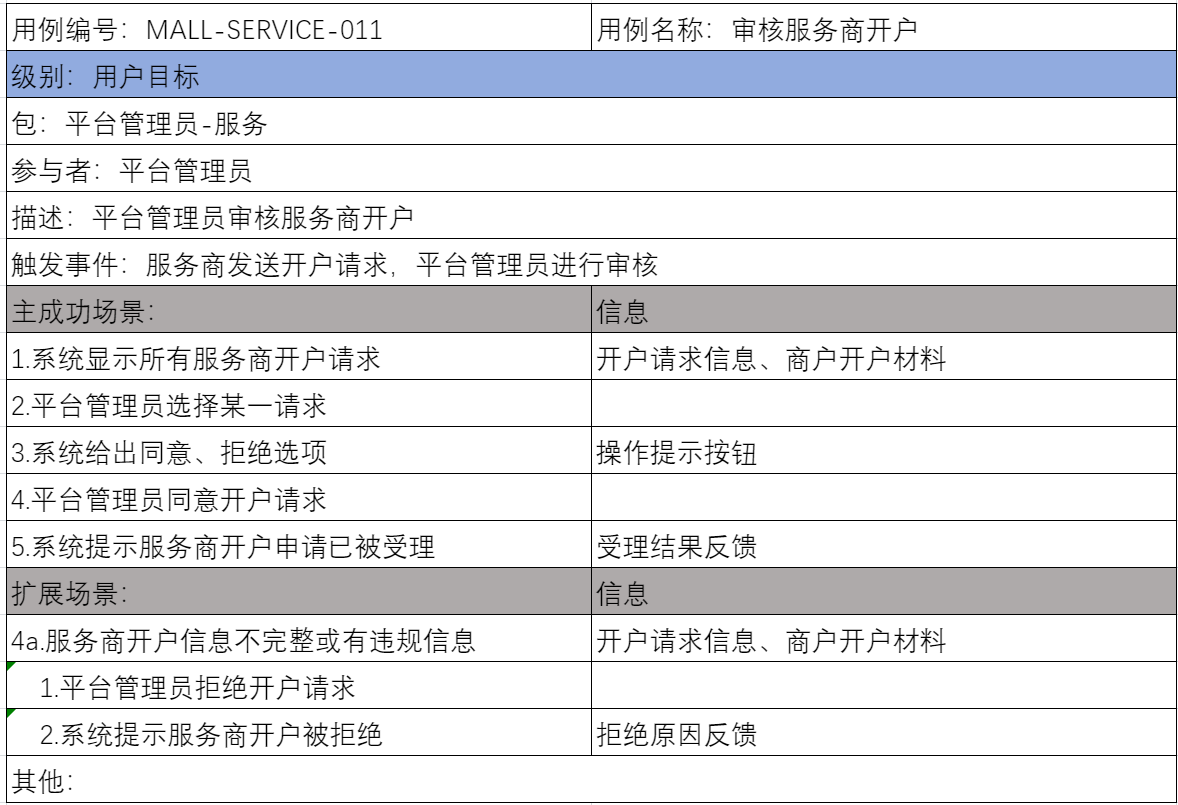 用例编号：MALL-SERVICE-011 用例名称：审核服务商开户
级别：用户目标
包：平台管理员-服务
参与者：平台管理员
描述：平台管理员审核服务商开户
触发事件：服务商发送开户请求，平台管理员进行审核
主成功场景： 信息
1.系统显示所有服务商开户请求 开户请求信息、商户开户材料
2.平台管理员选择某一请求
3.系统给出同意、拒绝选项 操作提示按钮
4.平台管理员同意开户请求
5.系统提示服务商开户申请已被受理 受理结果反馈
扩展场景： 信息
4a.服务商开户信息不完整或有违规信息 开户请求信息、商户开户材料
1.平台管理员拒绝开户请求
2.系统提示服务商开户被拒绝 拒绝原因反馈
其他：